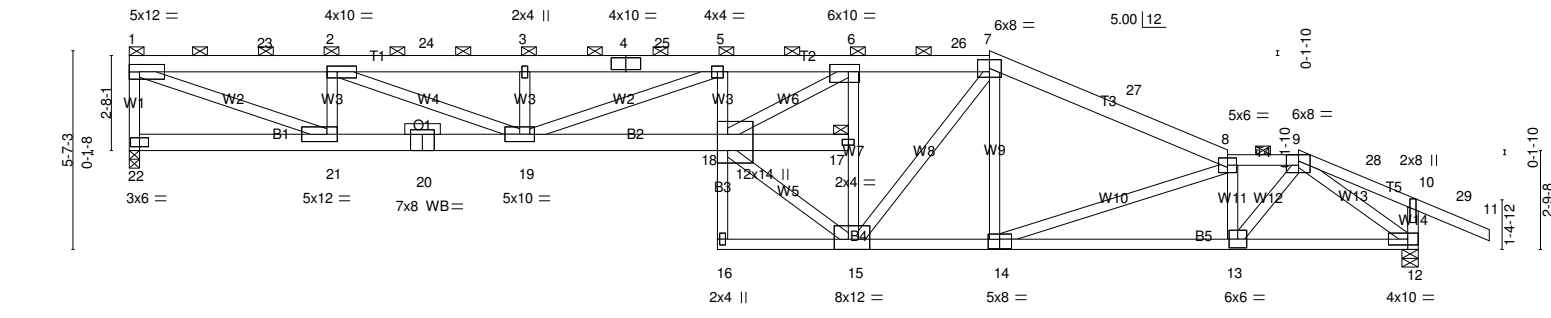 5x12 =
4x10 =
2x4 ||
4x10 =
4x4 =
6x10 =
6x8 =
5.00 12
0-1-10
1
23
2
24
3
4
25
5
6
26
7
T1
T2
27
T3
2-8-1
W1
W2
W3
W4
W3
W2
W3
W6
5x6 =
6x8 =
5-7-3
0-1-8
B1
O1
B2
W7
W8
W9
8
9
1-10
28
2x8 ||
0-1-10
22
21
20
19
18
17
12x14 ||
2x4 =
B3
W5
W10
W11
W12
W13
T5
10
29
11
W14
3x6 =
5x12 =
7x8 WB=
5x10 =
B4
B5
1-4-12
2-9-8
16
15
14
13
12
2x4 ||
8x12 =
5x8 =
6x6 =
4x10 =